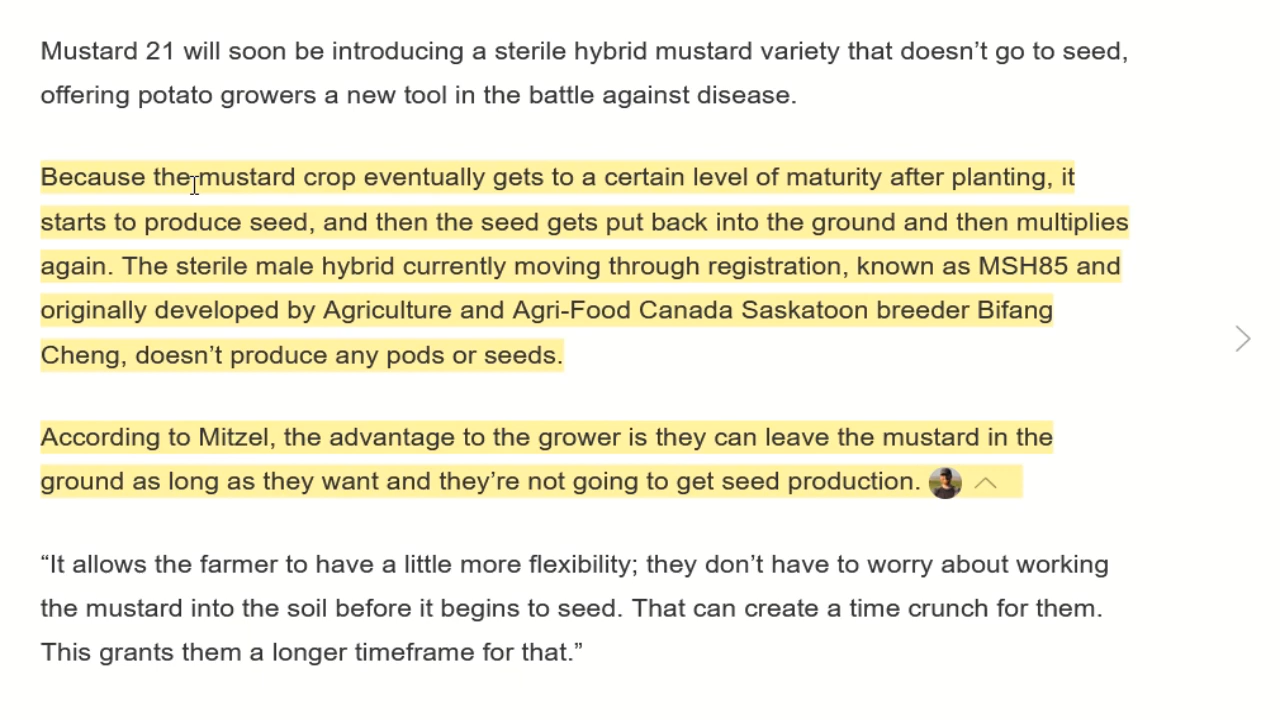 Mustard 21 will soon be introducing a sterile hybrid mustard variety that doesn’t go to seed,
offering potato growers a new tool in the battle against disease.
Because the mustard crop eventually gets to a certain level of maturity after planting, it
starts to produce seed, and then the seed gets put back into the ground and then multiplies
again. The sterile male hybrid currently moving through registration, known as MSH85 and
originally developed by Agriculture and Agri-Food Canada Saskatoon breeder Bifang
Cheng, doesn’t produce any pods or seeds.
According to Mitzel, the advantage to the grower is they can leave the mustard in the
ground as long as they want and they’re not going to get seed production.
“It allows the farmer to have a little more flexibility; they don’t have to worry about working
the mustard into the soil before it begins to seed. That can create a time crunch for them.
This grants them a longer timeframe for that.”